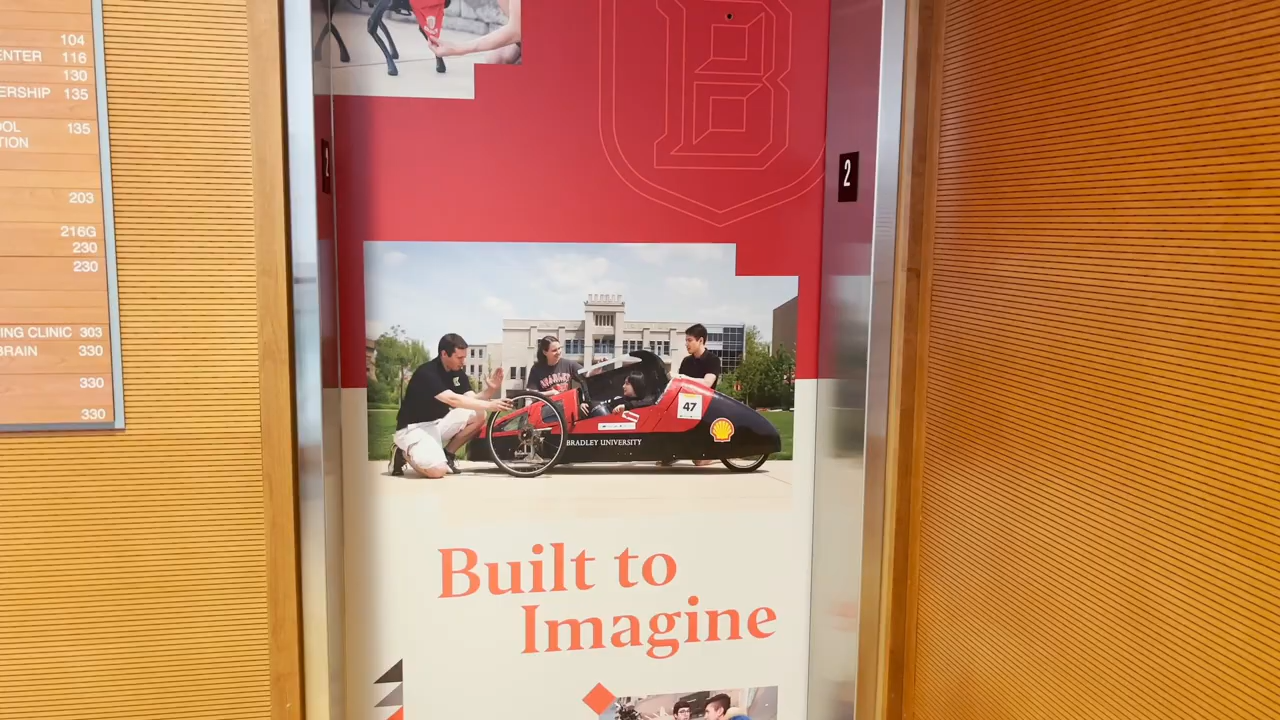 104
ENTER 116
130
ERSHIP 135
OOL 135
TION
203
216G
230
230
ING CLINIC 303
BRAIN 330
330
330
B
2
2
BRADLEY
47
BRADLEY UNIVERSITY
Built to
Imagine